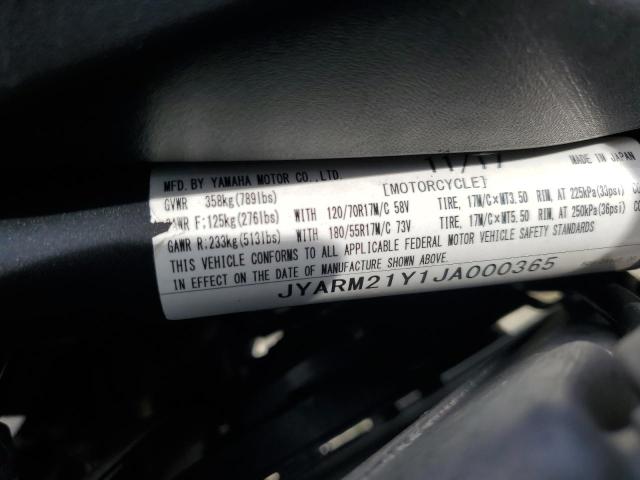 11/17
MADE IN JAPAN
MFD. BY YAMAHA MOTOR CO., LTD.
[MOTORCYCLE]
GVWR 358kg(789lbs)
GAWR F:125kg(276lbs) WITH 120/70R17M/C 58V TIRE, 17M/C×MT3.50 RIM, AT 225kPa(33psi)
GAWR R:233kg(513lbs) WITH 180/55R17M/C 73V TIRE, 17M/C×MT5.50 RIM, AT 250kPa(36psi)
THIS VEHICLE CONFORMS TO ALL APPLICABLE FEDERAL MOTOR VEHICLE SAFETY STANDARDS
IN EFFECT ON THE DATE OF MANUFACTURE SHOWN ABOVE.
JYARM21Y1JA000365